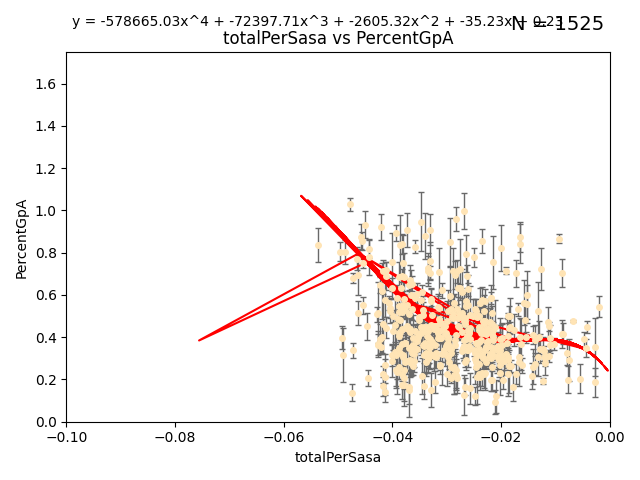 y = -578665.03x^4 + -72397.71x^3 + -2605.32x^2 + -35.23x + 0.23
N = 1525
totalPerSasa vs PercentGpA
PercentGpA
1.6
1.4
1.2
1.0
0.8
0.6
0.4
0.2
0.0
−0.10 −0.08 −0.06 −0.04 −0.02 0.00
totalPerSasa